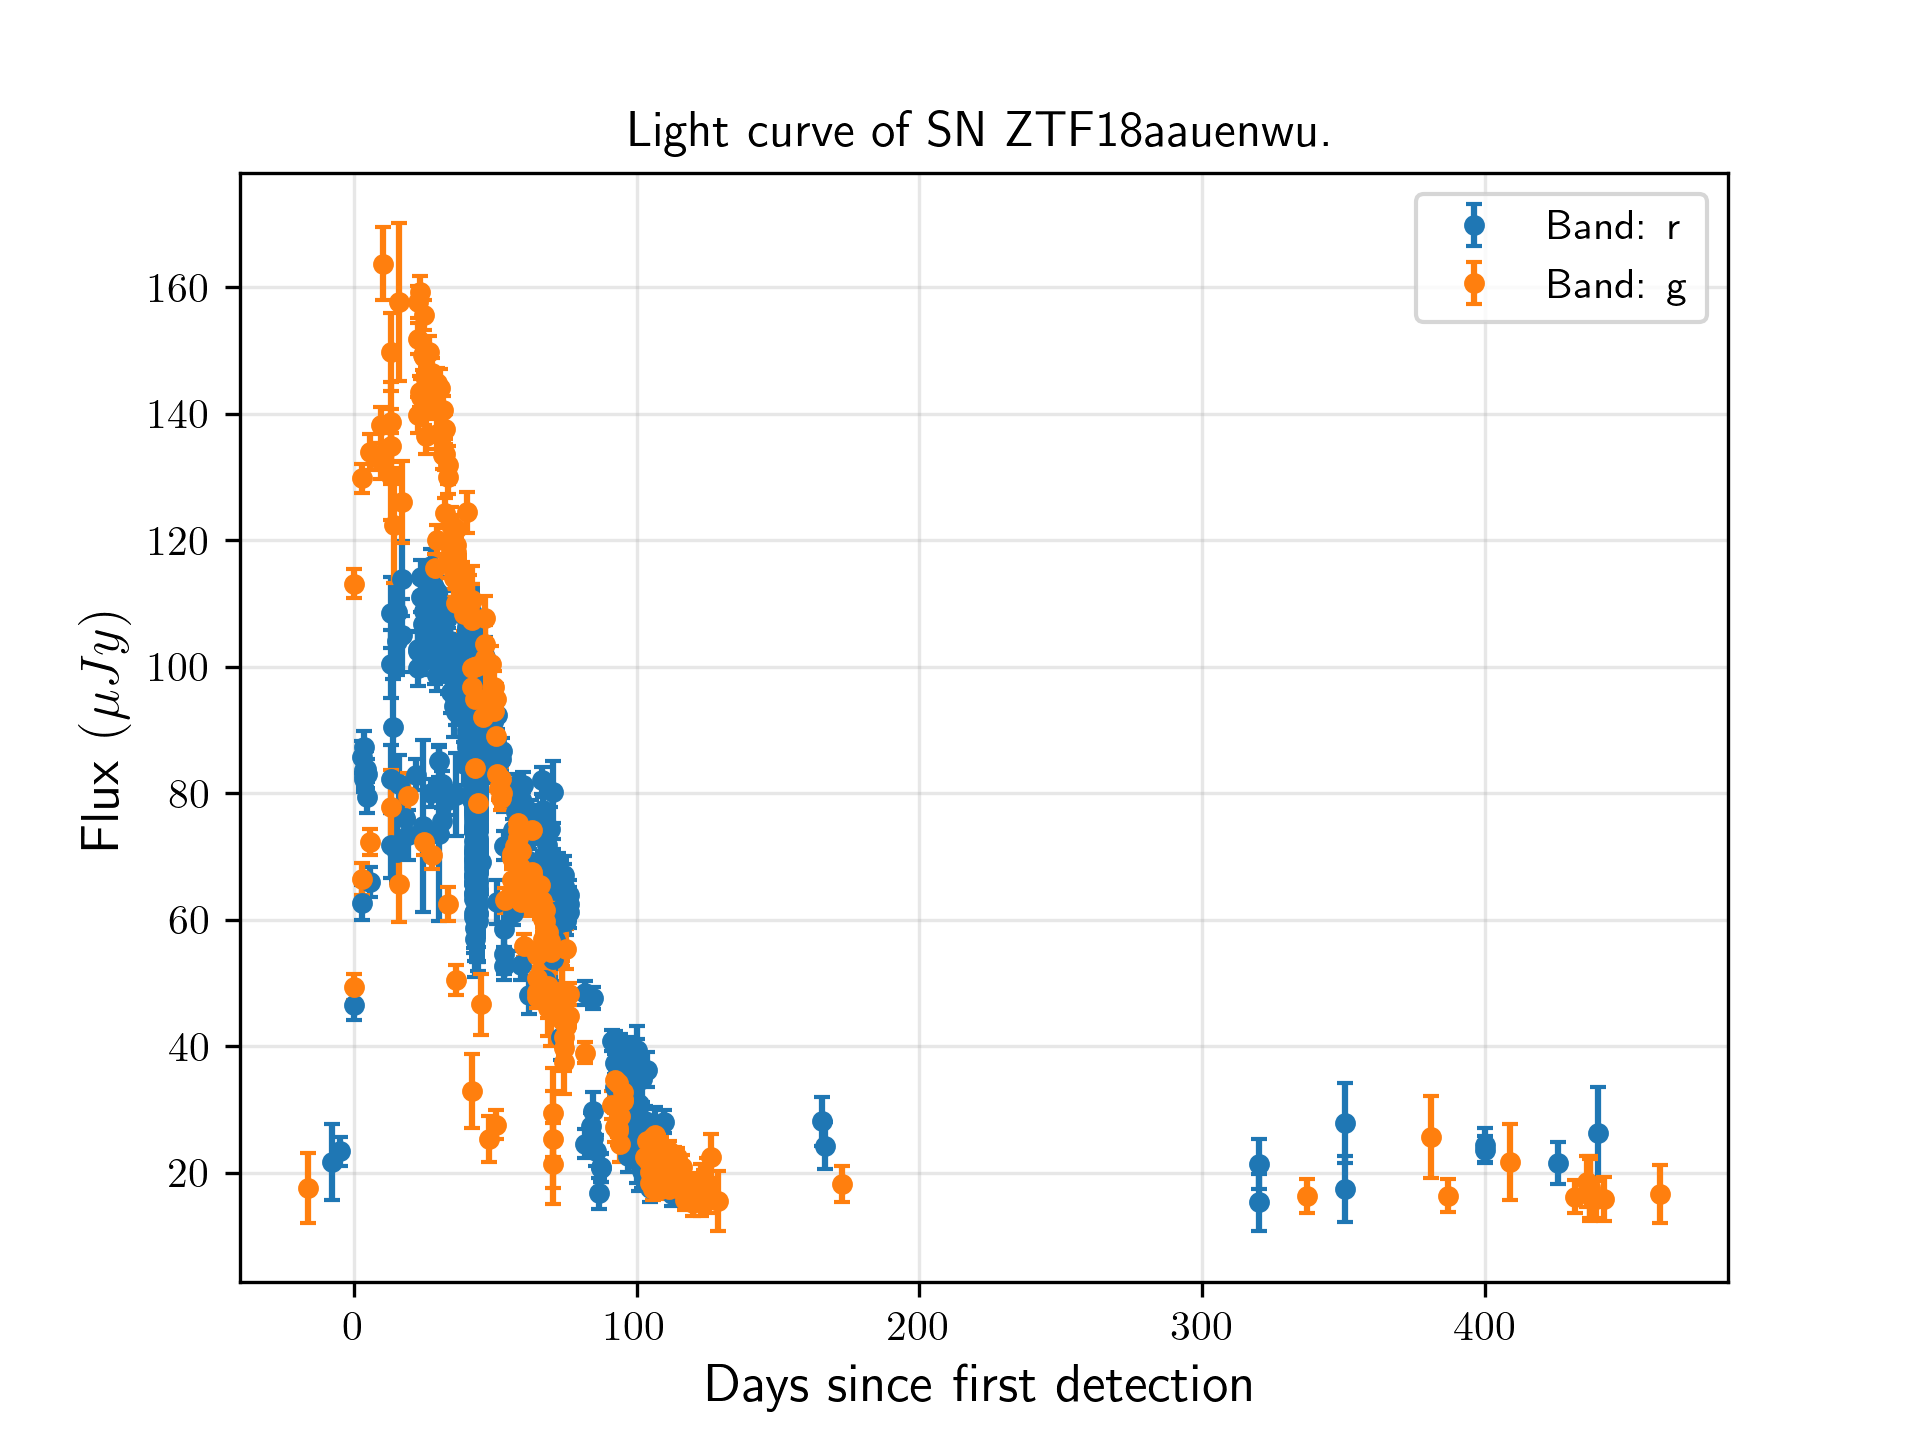 Light curve of SN ZTF18aauenwu.
Band: r
Band: g
160
140
120
100
80
60
40
20
Flux (μJy)
0
100
200
300
400
Days since first detection